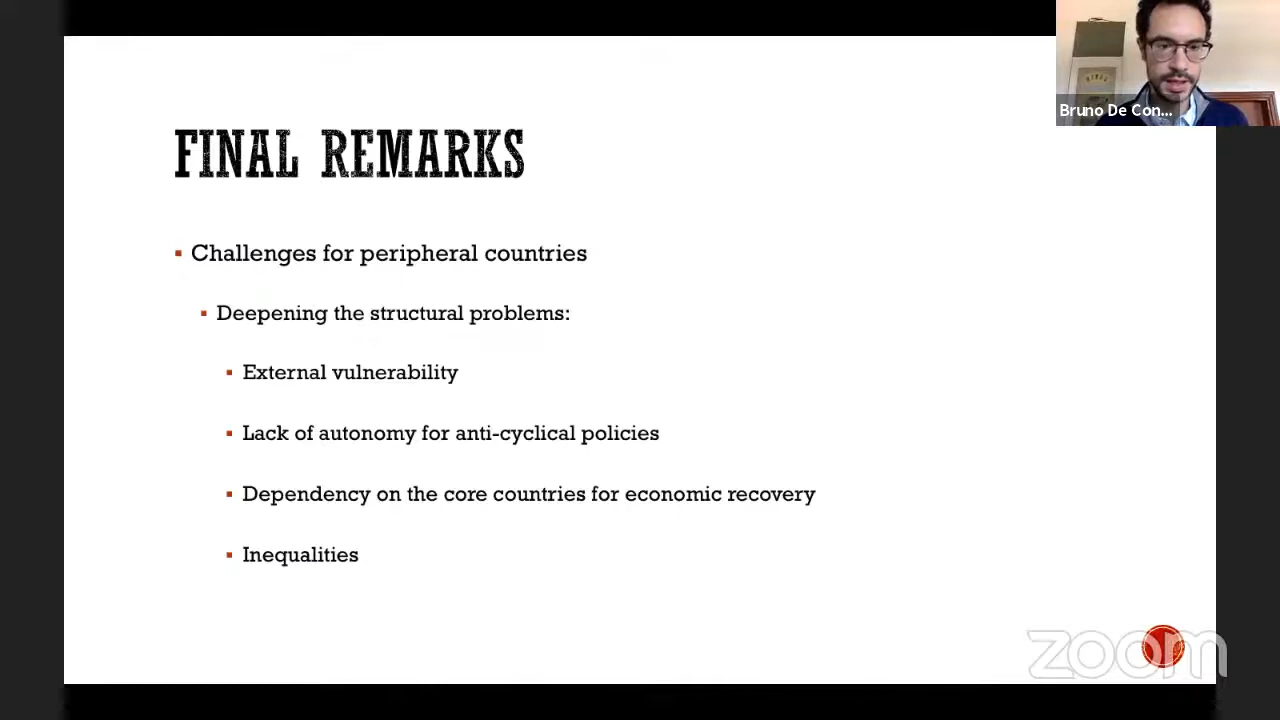 Bruno De Con...
FINAL REMARKS
Challenges for peripheral countries
Deepening the structural problems:
External vulnerability
Lack of autonomy for anti-cyclical policies
Dependency on the core countries for economic recovery
Inequalities
zoom